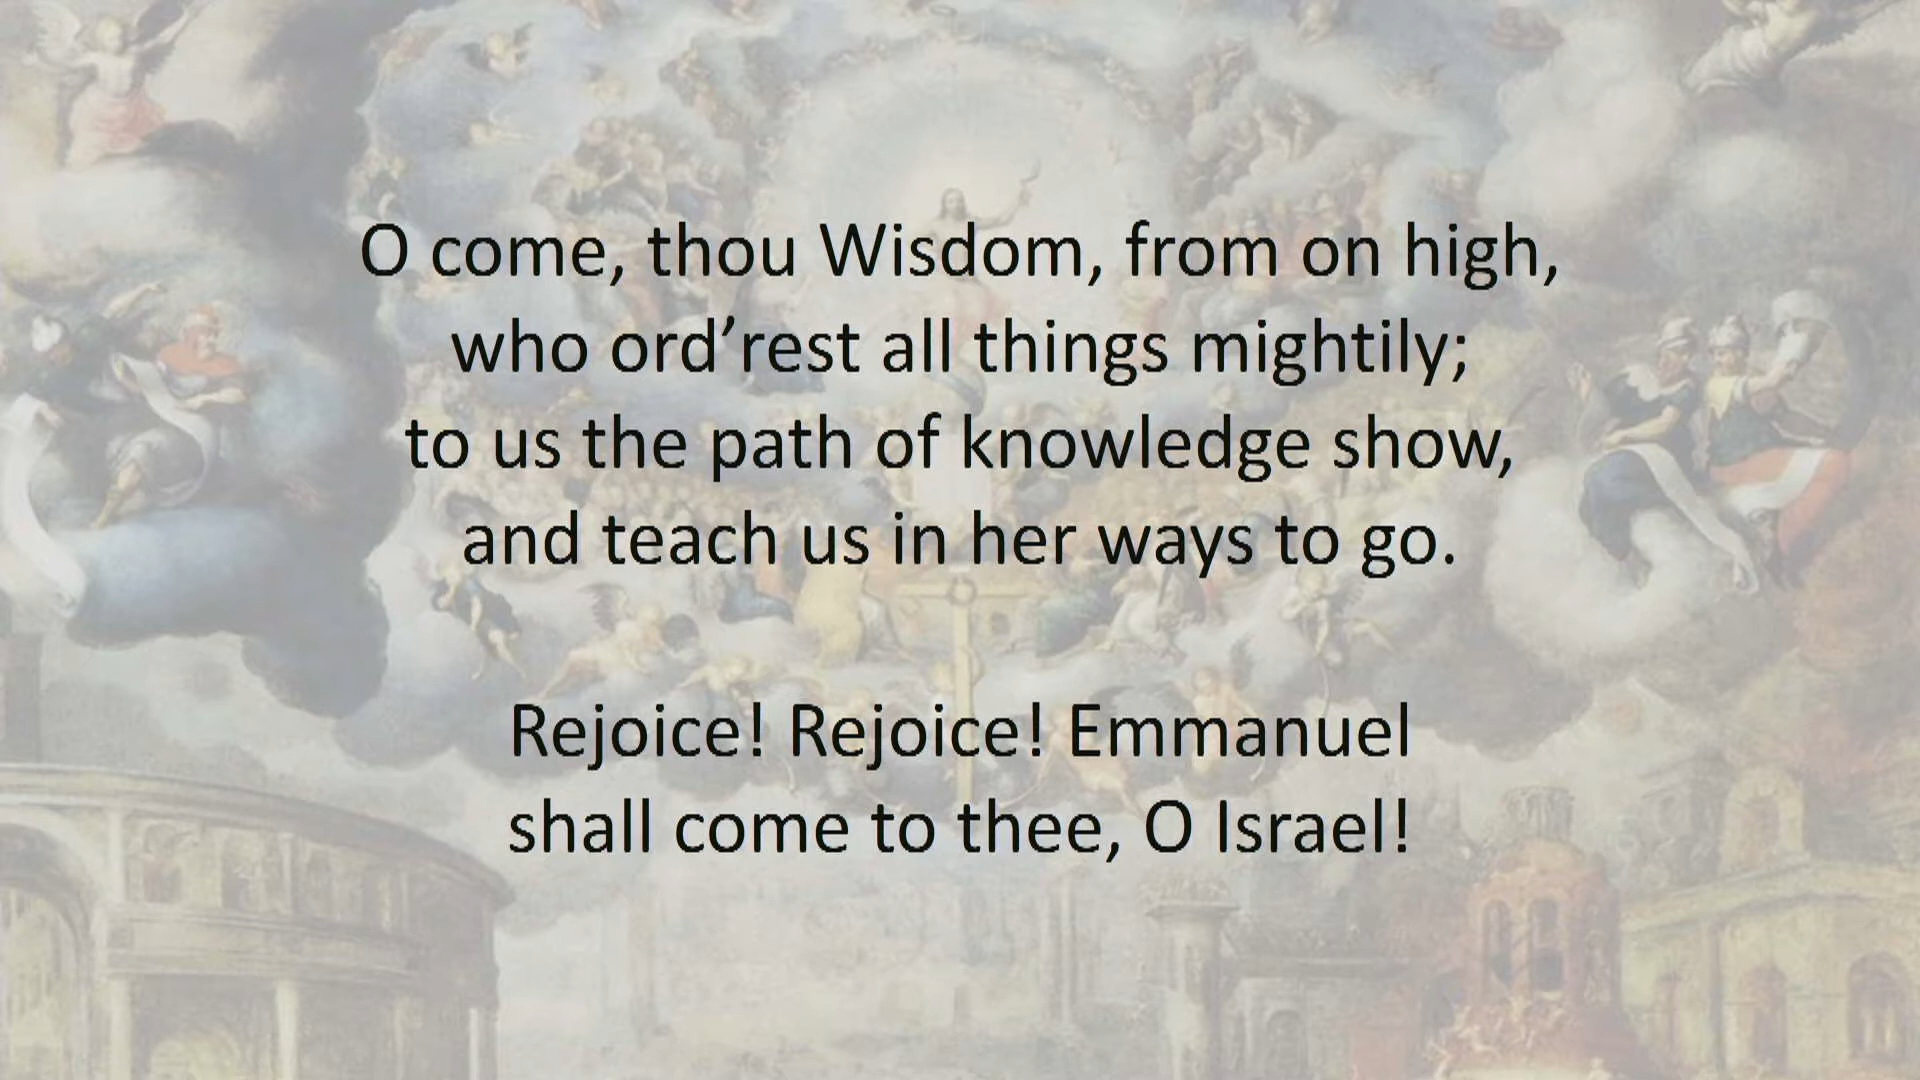 O come, thou Wisdom, from on high,
who ord’rest all things mightily;
to us the path of knowledge show,
and teach us in her ways to go.
Rejoice! Rejoice! Emmanuel
shall come to thee, O Israel!